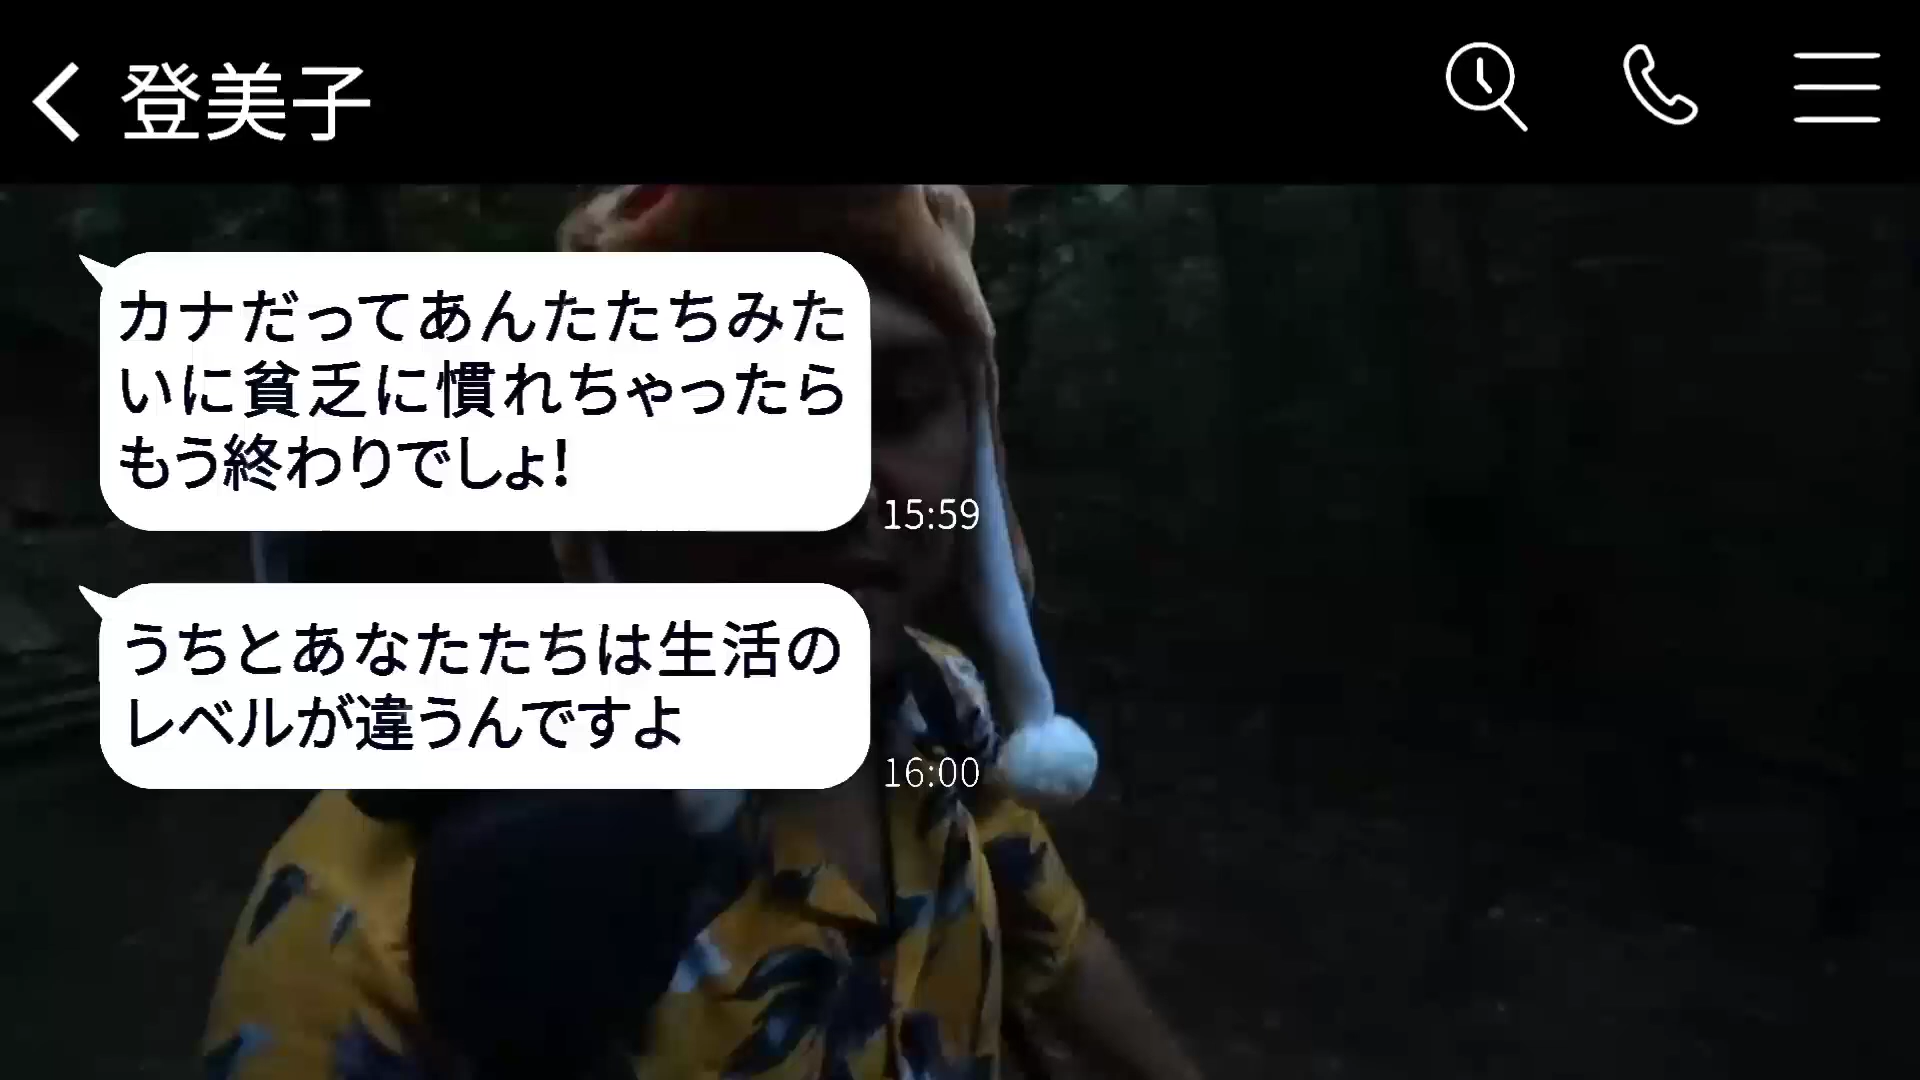 登美子
カナだってあんたたちみた
いに貧乏に慣れちゃったら
もう終わりでしょ!
15:59
うちとあなたたちは生活の
レベルが違うんですよ
16:00